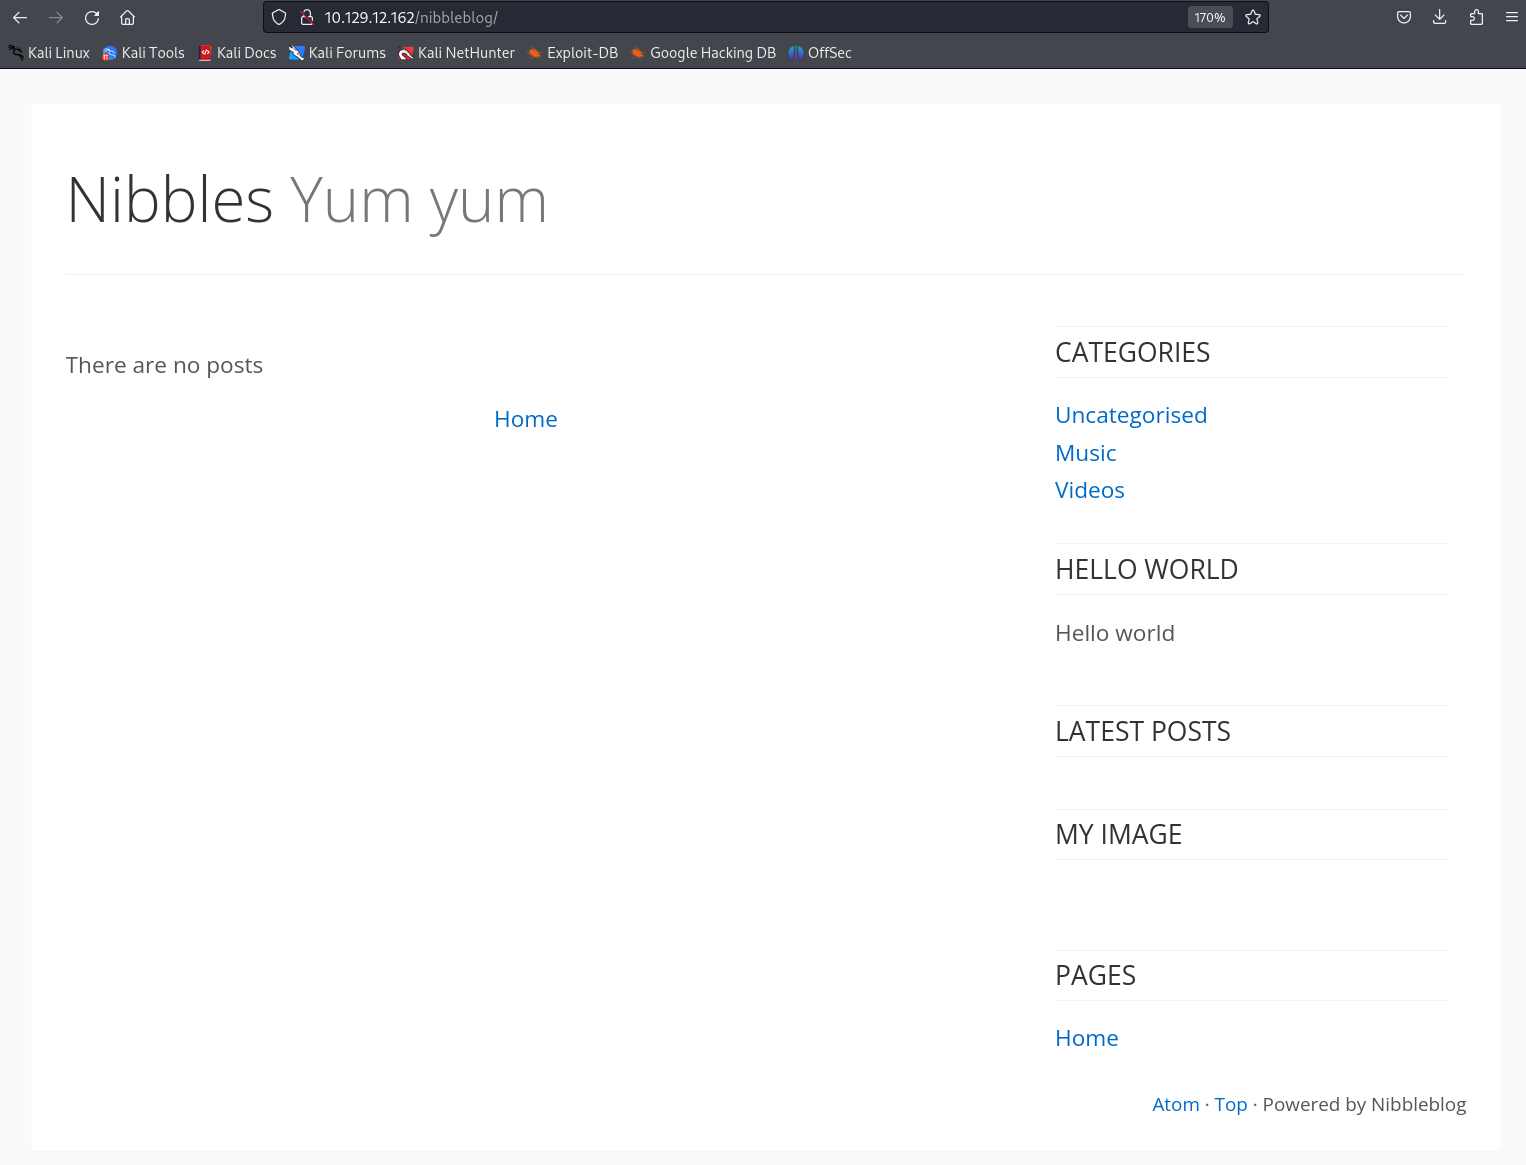 10.129.12.162/nibbleblog/ 170%
Kali Linux Kali Tools Kali Docs Kali Forums Kali NetHunter Exploit-DB Google Hacking DB OffSec
Nibbles Yum yum
There are no posts
Home
CATEGORIES
Uncategorised
Music
Videos
HELLO WORLD
Hello world
LATEST POSTS
MY IMAGE
PAGES
Home
Atom · Top · Powered by Nibbleblog